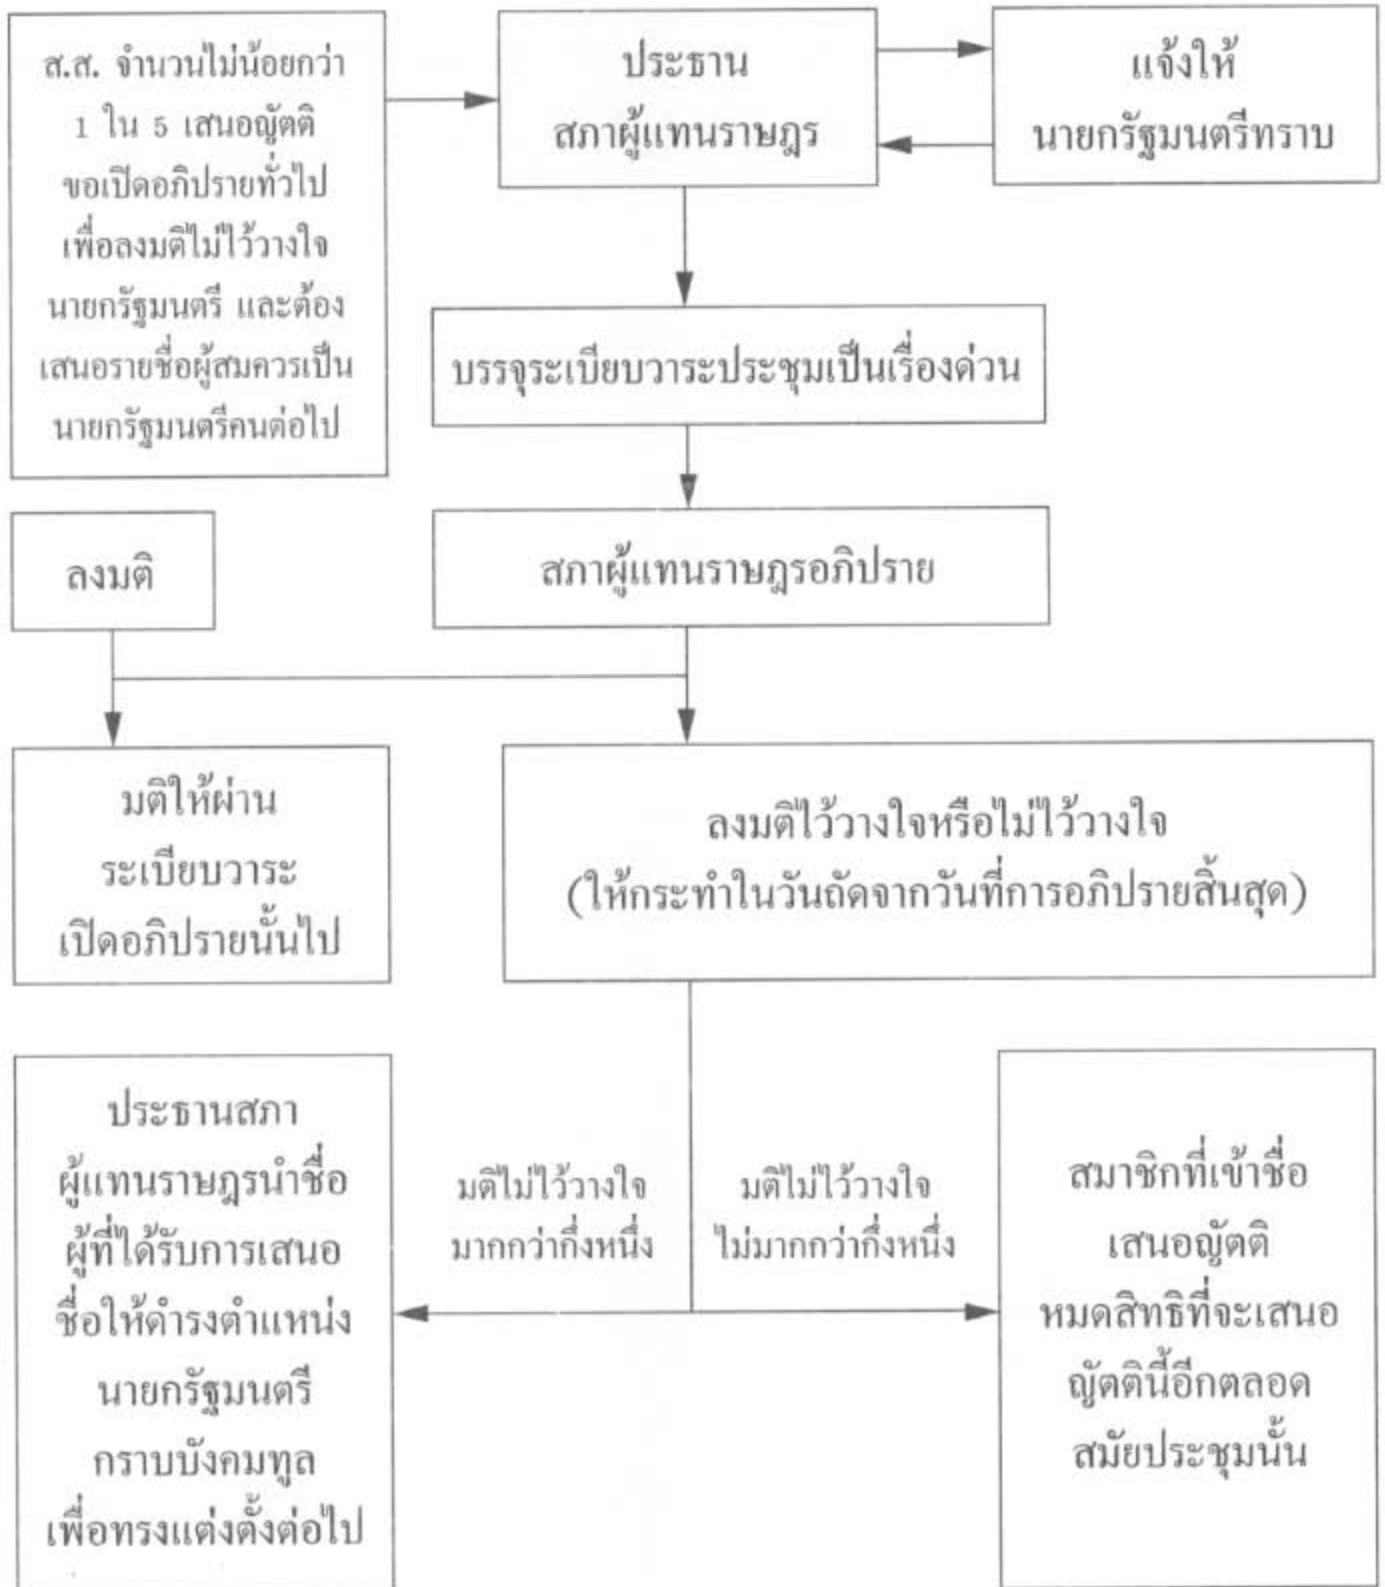 ส.ส. จำนวนไม่น้อยกว่า
1 ใน 5 เสนอญัตติ
ขอเปิดอภิปรายทั่วไป
เพื่อลงมติไม่ไว้วางใจ
นายกรัฐมนตรี และต้อง
เสนอรายชื่อผู้สมควรเป็น
นายกรัฐมนตรีคนต่อไป
ประธาน
สภาผู้แทนราษฎร
แจ้งให้
นายกรัฐมนตรีทราบ
บรรจุระเบียบวาระประชุมเป็นเรื่องด่วน
สภาผู้แทนราษฎรอภิปราย
ลงมติ
มติให้ผ่าน
ระเบียบวาระ
เปิดอภิปรายนั้นไป
ลงมติไว้วางใจหรือไม่ไว้วางใจ
(ให้กระทำในวันถัดจากวันที่การอภิปรายสิ้นสุด)
ประธานสภา
ผู้แทนราษฎรนำชื่อ
ผู้ที่ได้รับการเสนอ
ชื่อให้ดำรงตำแหน่ง
นายกรัฐมนตรี
กราบบังคมทูล
เพื่อทรงแต่งตั้งต่อไป
มติไม่ไว้วางใจ
มากกว่ากึ่งหนึ่ง
มติไม่ไว้วางใจ
ไม่มากกว่ากึ่งหนึ่ง
สมาชิกที่เข้าชื่อ
เสนอญัตติ
หมดสิทธิที่จะเสนอ
ญัตตินี้อีกตลอด
สมัยประชุมนั้น